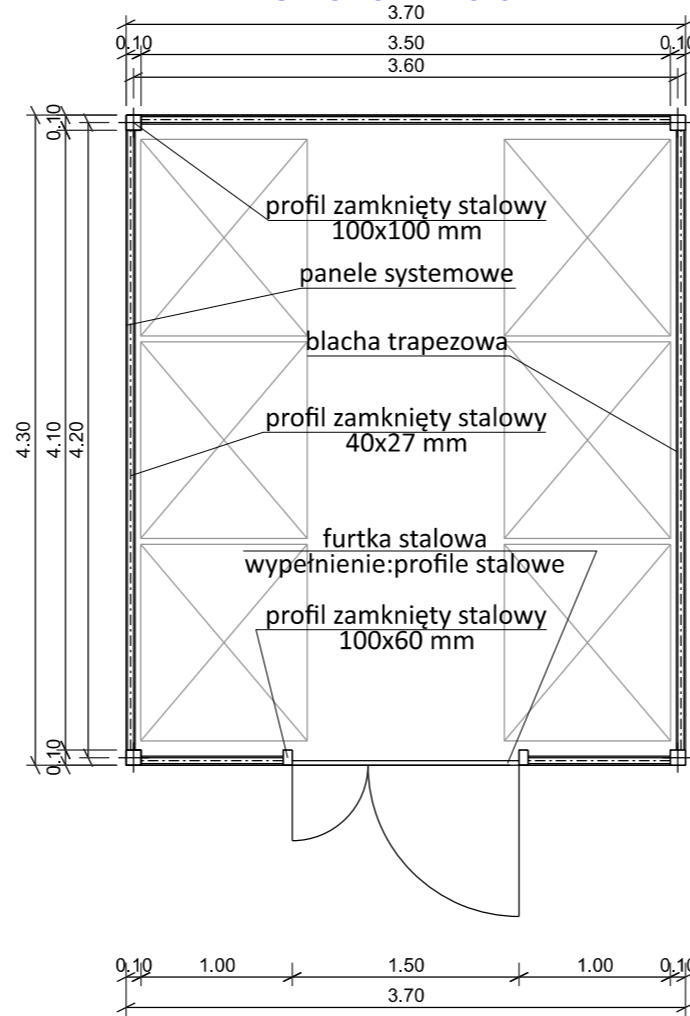 3.70
0.10 3.50 0.10
3.60
0.10
profil zamknięty stalowy
100x100 mm
panele systemowe
blacha trapezowa
profil zamknięty stalowy
40x27 mm
4.30 4.10 4.20
furtka stalowa
wypełnienie:profile stalowe
profil zamknięty stalowy
100x60 mm
0.10
0.10 1.00 1.50 1.00 0.10
3.70